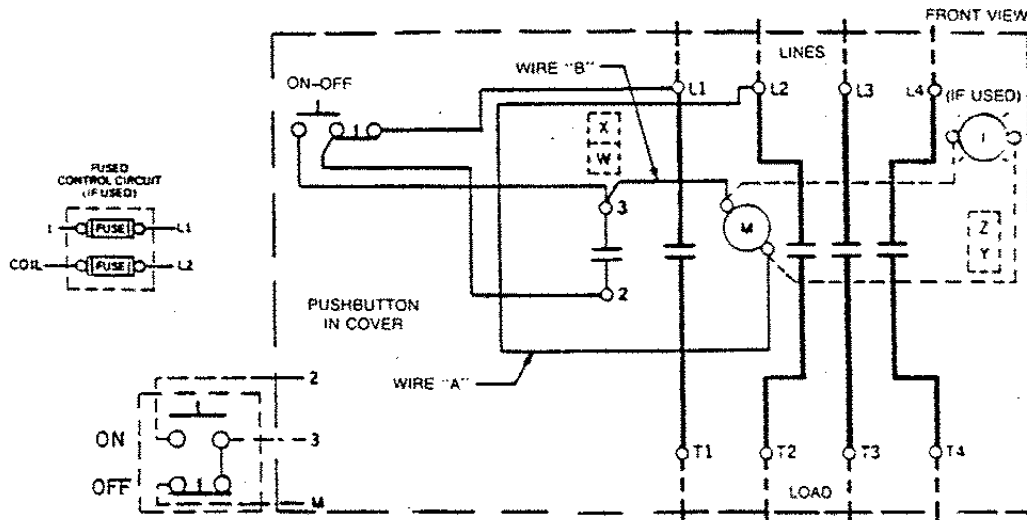 FRONT VIEW
LINES
WIRE "B"
ON-OFF
L1
L2
L3
L4
(IF USED)
I
1
X
W
FUSED
CONTROL CIRCUIT
(IF USED)
1
FUSE
L1
COIL
FUSE
L2
3
M
Z
Y
2
PUSHBUTTON
IN COVER
WIRE "A"
2
ON
3
OFF
M
T1
T2
T3
T4
LOAD